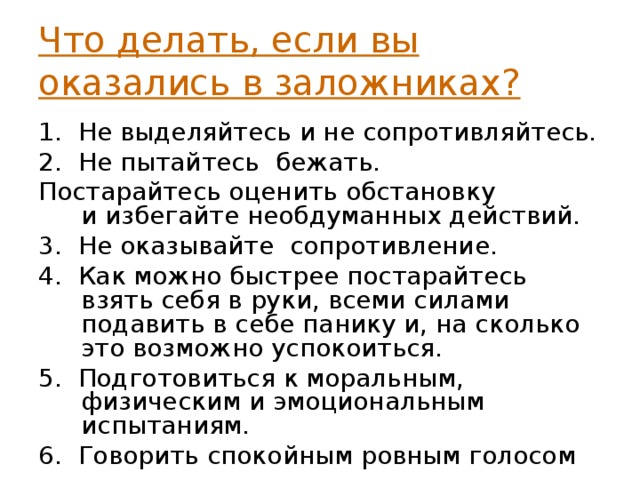 Что делать, если вы
оказались в заложниках?
1. Не выделяйтесь и не сопротивляйтесь.
2. Не пытайтесь бежать.
Постарайтесь оценить обстановку
и избегайте необдуманных действий.
3. Не оказывайте сопротивление.
4. Как можно быстрее постарайтесь
взять себя в руки, всеми силами
подавить в себе панику и, на сколько
это возможно успокоиться.
5. Подготовиться к моральным,
физическим и эмоциональным
испытаниям.
6. Говорить спокойным ровным голосом